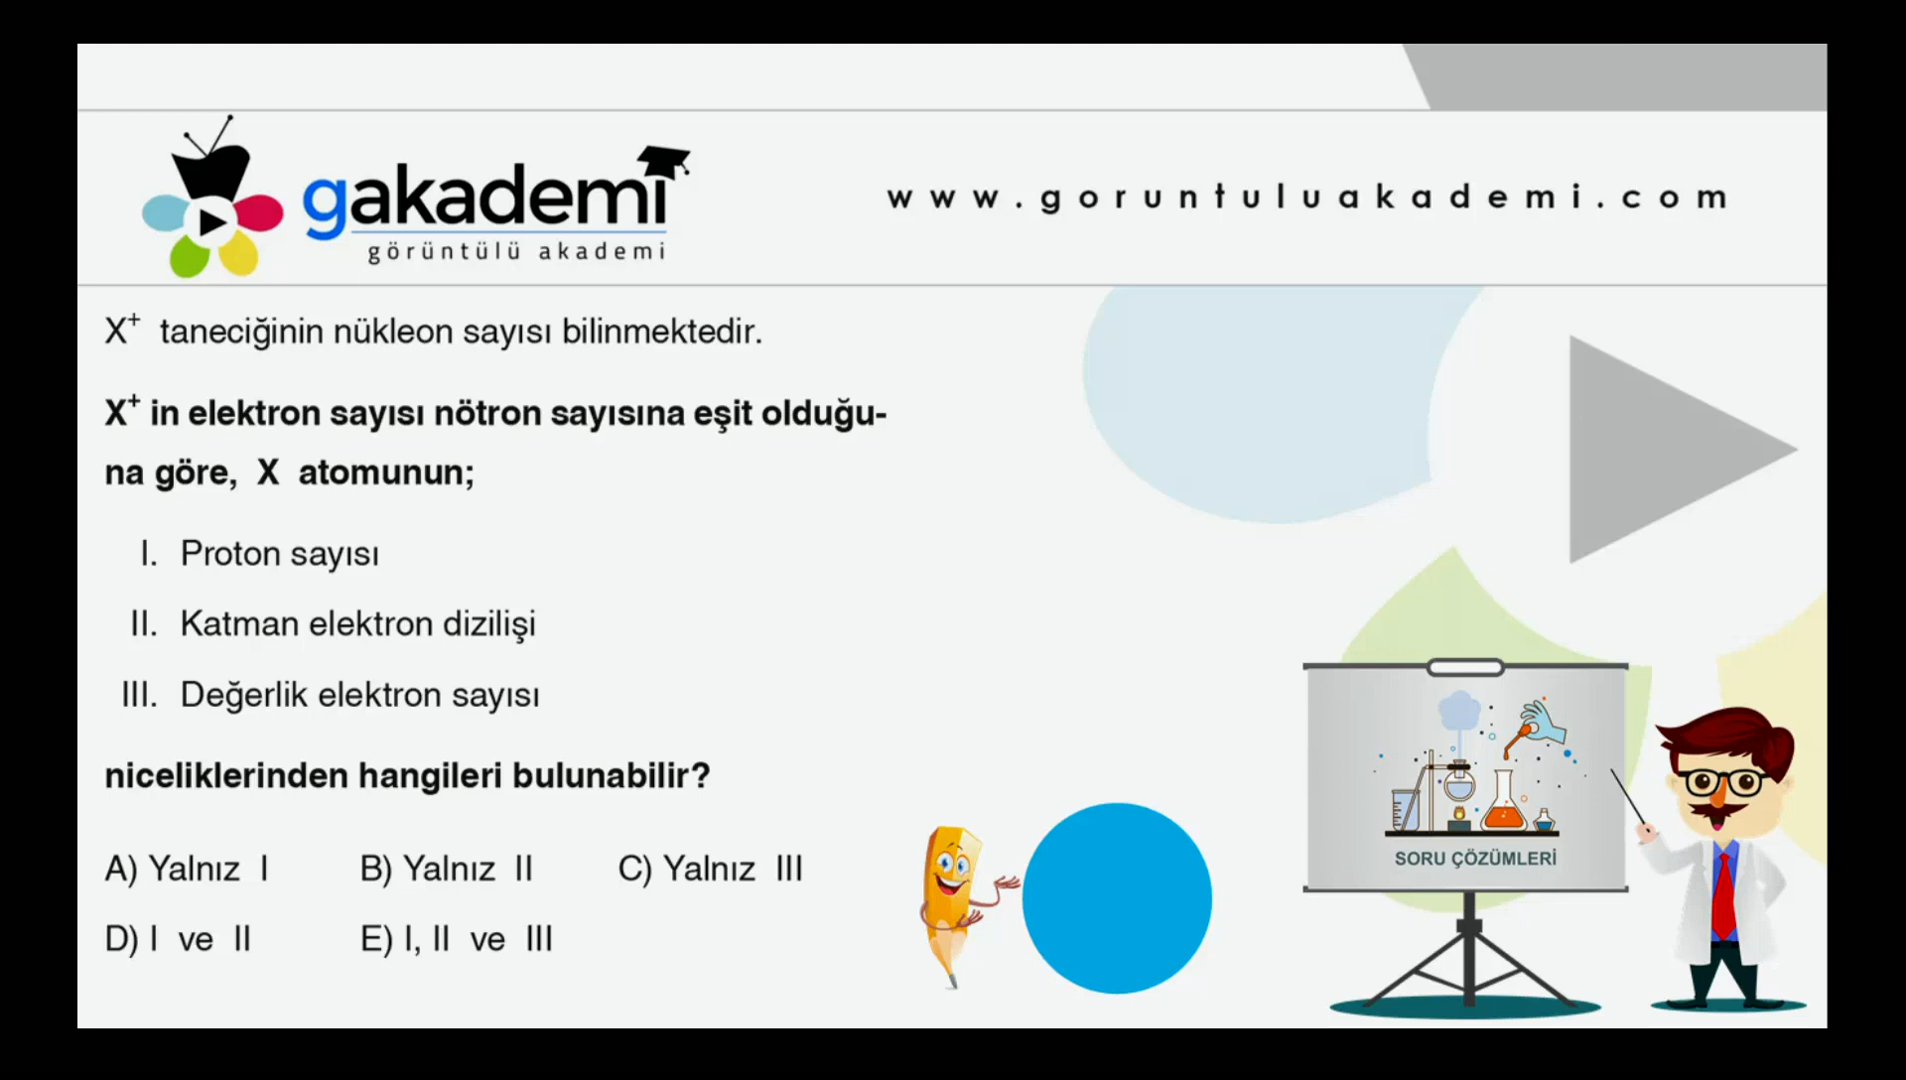 gakademi
görüntülü akademi
www.goruntuluakademi.com
X⁺ taneciğinin nükleon sayısı bilinmektedir.
X⁺ in elektron sayısı nötron sayısına eşit olduğu-
na göre, X atomunun;
I. Proton sayısı
II. Katman elektron dizilişi
III. Değerlik elektron sayısı
niceliklerinden hangileri bulunabilir?
A) Yalnız I B) Yalnız II C) Yalnız III
D) I ve II E) I, II ve III
SORU ÇÖZÜMLERİ